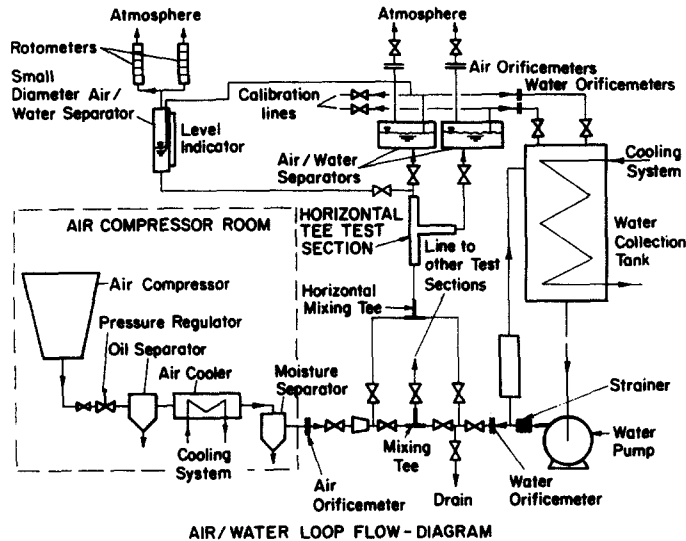 Atmosphere
Atmosphere
Rotometers
Small
Diameter Air/
Water Separator
Level
Indicator
Calibration
lines
Air Orificemeters
Water Orificemeters
Air/Water
Separators
Cooling
System
Water
Collection
Tank
HORIZONTAL
TEE TEST
SECTION
Line to
other Test
Sections
Horizontal
Mixing Tee
AIR COMPRESSOR ROOM
Air Compressor
Pressure Regulator
Oil Separator
Air Cooler
Moisture
Separator
Cooling
System
Air
Orificemeter
Mixing
Tee
Drain
Water
Orificemeter
Strainer
Water
Pump
AIR/WATER LOOP FLOW-DIAGRAM